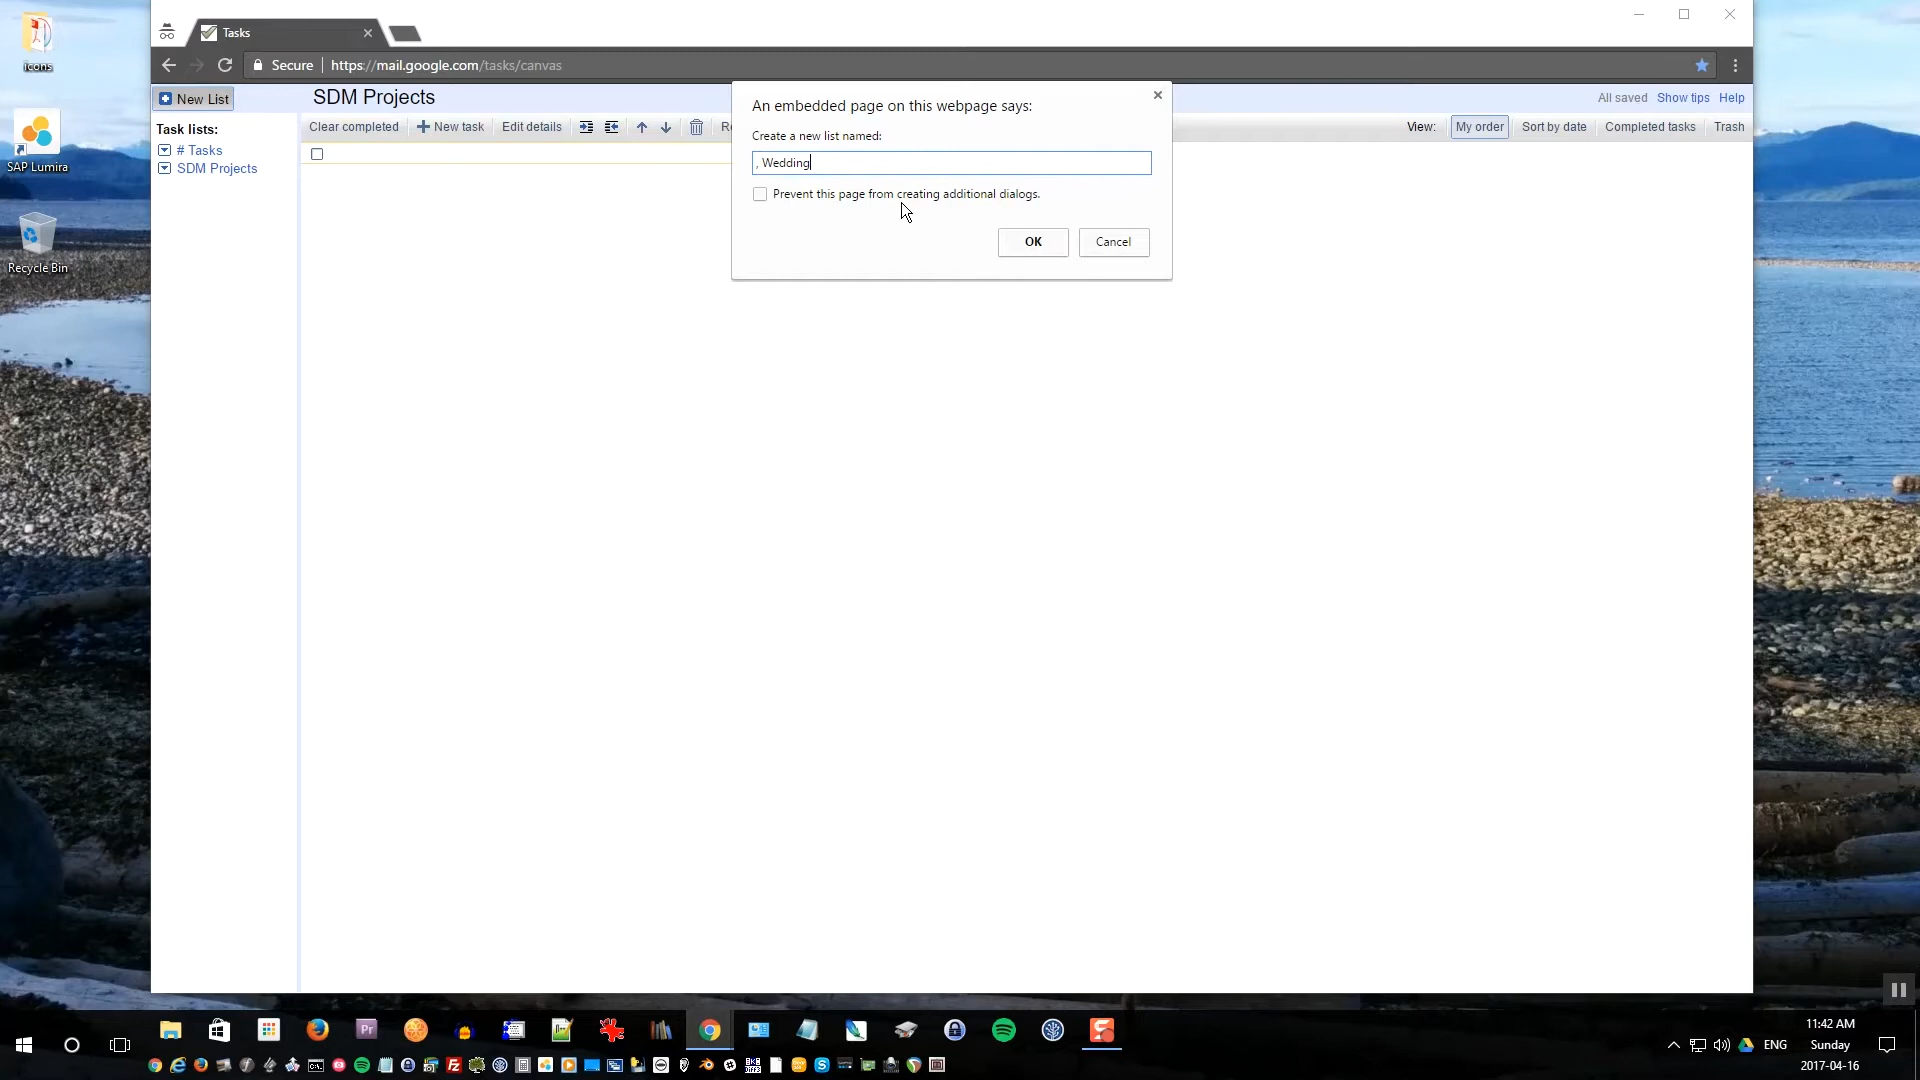 icons
SAP Lumira
Recycle Bin
Tasks
Secure https://mail.google.com/tasks/canvas
New List
SDM Projects
All saved Show tips Help
Task lists:
# Tasks
SDM Projects
Clear completed New task Edit details Re
View: My order Sort by date Completed tasks Trash
An embedded page on this webpage says:
Create a new list named:
, Wedding
Prevent this page from creating additional dialogs.
OK Cancel
Pr
ENG
11:42 AM
Sunday
2017-04-16